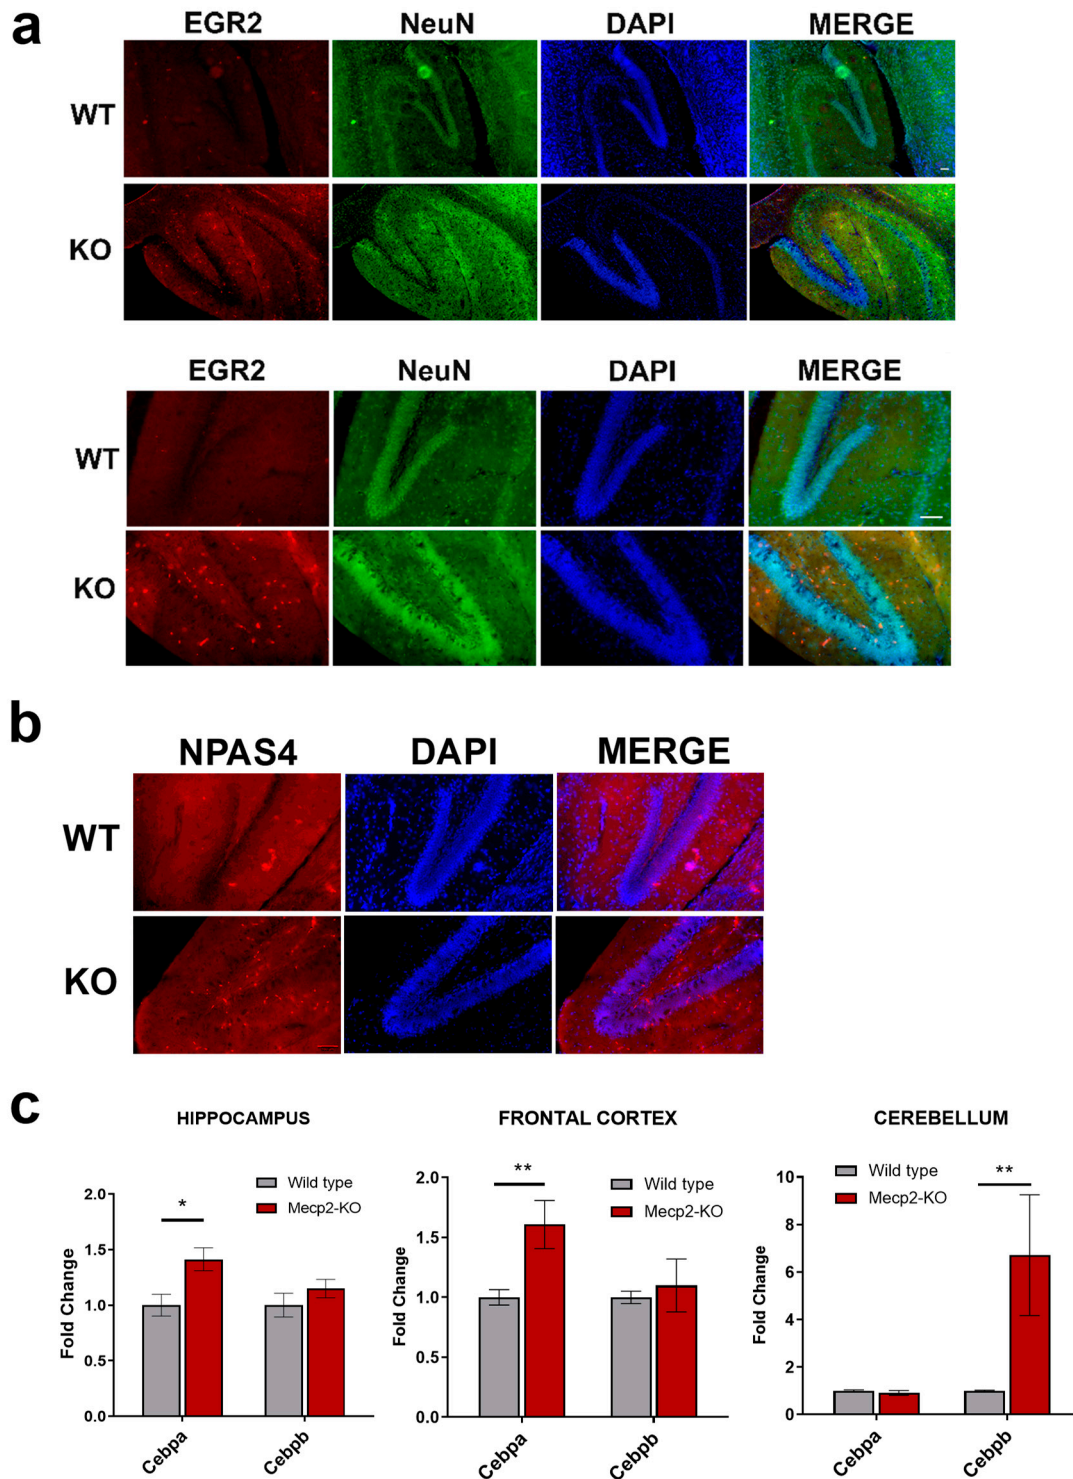 a
EGR2 NeuN DAPI MERGE
WT
KO
EGR2 NeuN DAPI MERGE
WT
KO
b
NPAS4 DAPI MERGE
WT
KO
c
HIPPOCAMPUS
Wild type
Mecp2-KO
2.0
1.5
1.0
0.5
0.0
Fold Change
*
Cebpa
Cebpb
FRONTAL CORTEX
Wild type
Mecp2-KO
2.0
1.5
1.0
0.5
0.0
Fold Change
**
Cebpa
Cebpb
CEREBELLUM
Wild type
Mecp2-KO
10
8
6
4
2
0
Fold Change
**
Cebpa
Cebpb